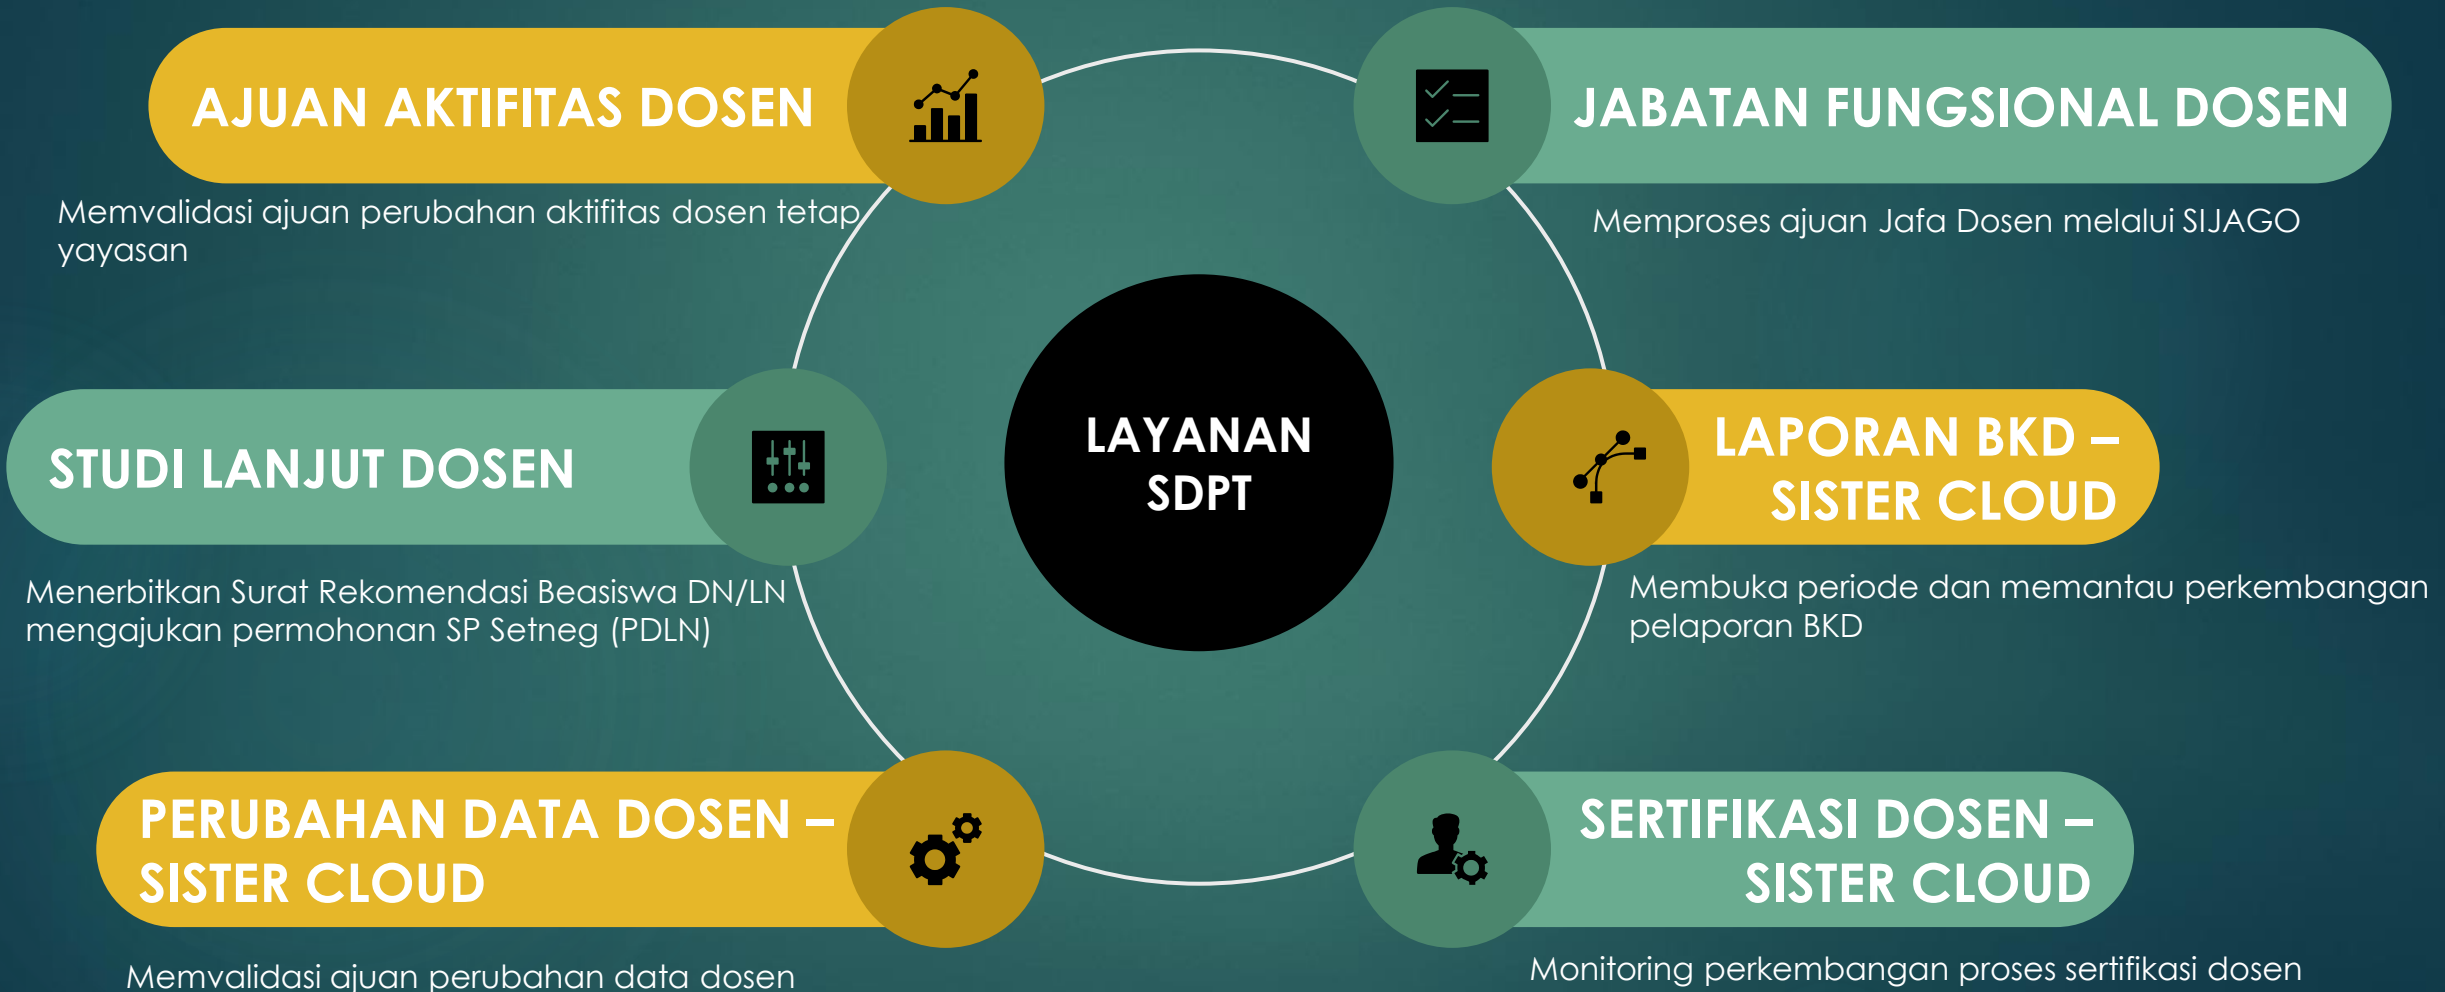 AJUAN AKTIFITAS DOSEN
Memvalidasi ajuan perubahan aktifitas dosen tetap
yayasan
JABATAN FUNGSIONAL DOSEN
Memproses ajuan Jafa Dosen melalui SIJAGO
STUDI LANJUT DOSEN
Menerbitkan Surat Rekomendasi Beasiswa DN/LN
mengajukan permohonan SP Setneg (PDLN)
LAYANAN
SDPT
LAPORAN BKD –
SISTER CLOUD
Membuka periode dan memantau perkembangan
pelaporan BKD
PERUBAHAN DATA DOSEN –
SISTER CLOUD
Memvalidasi ajuan perubahan data dosen
SERTIFIKASI DOSEN –
SISTER CLOUD
Monitoring perkembangan proses sertifikasi dosen